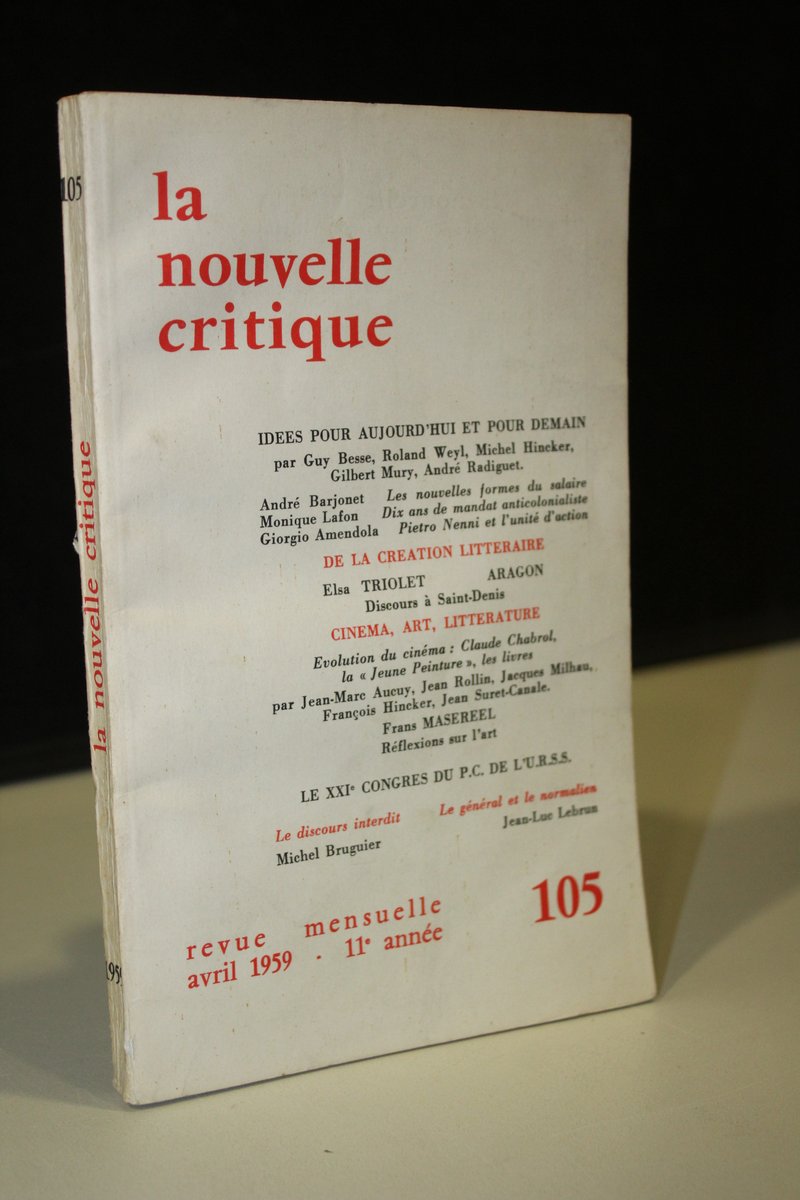 la
nouvelle
critique
IDEES POUR AUJOURD'HUI ET POUR DEMAIN
par Guy Besse, Roland Weyl, Michel Hincker,
Gilbert Mury, André Radiguet.
André Barjonet Les nouvelles formes du salaire
Monique Lafon Dix ans de mandat anticolonialiste
Giorgio Amendola Pietro Nenni et l'unité d'action
DE LA CREATION LITTERAIRE
Elsa TRIOLET ARAGON
Discours à Saint-Denis
CINEMA, ART, LITTERATURE
Evolution du cinéma : Claude Chabrol,
la « Jeune Peinture », les livres
par Jean-Marc Aucuy, Jean Rollin, Jacques Milhau,
François Hincker, Jean Suret-Canale.
Frans MASEREEL
Réflexions sur l'art
LE XXIe CONGRES DU P.C. DE L'U.R.S.S.
Le discours interdit Le général et le normalien
Michel Bruguier Jean-Luc Lebrun
revue mensuelle
avril 1959 · 11e année
105
105
la nouvelle critique
1959